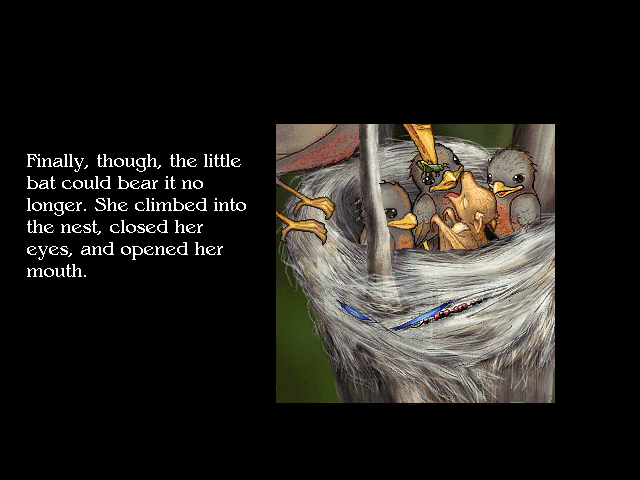 Finally, though, the little
bat could bear it no
longer. She climbed into
the nest, closed her
eyes, and opened her
mouth.